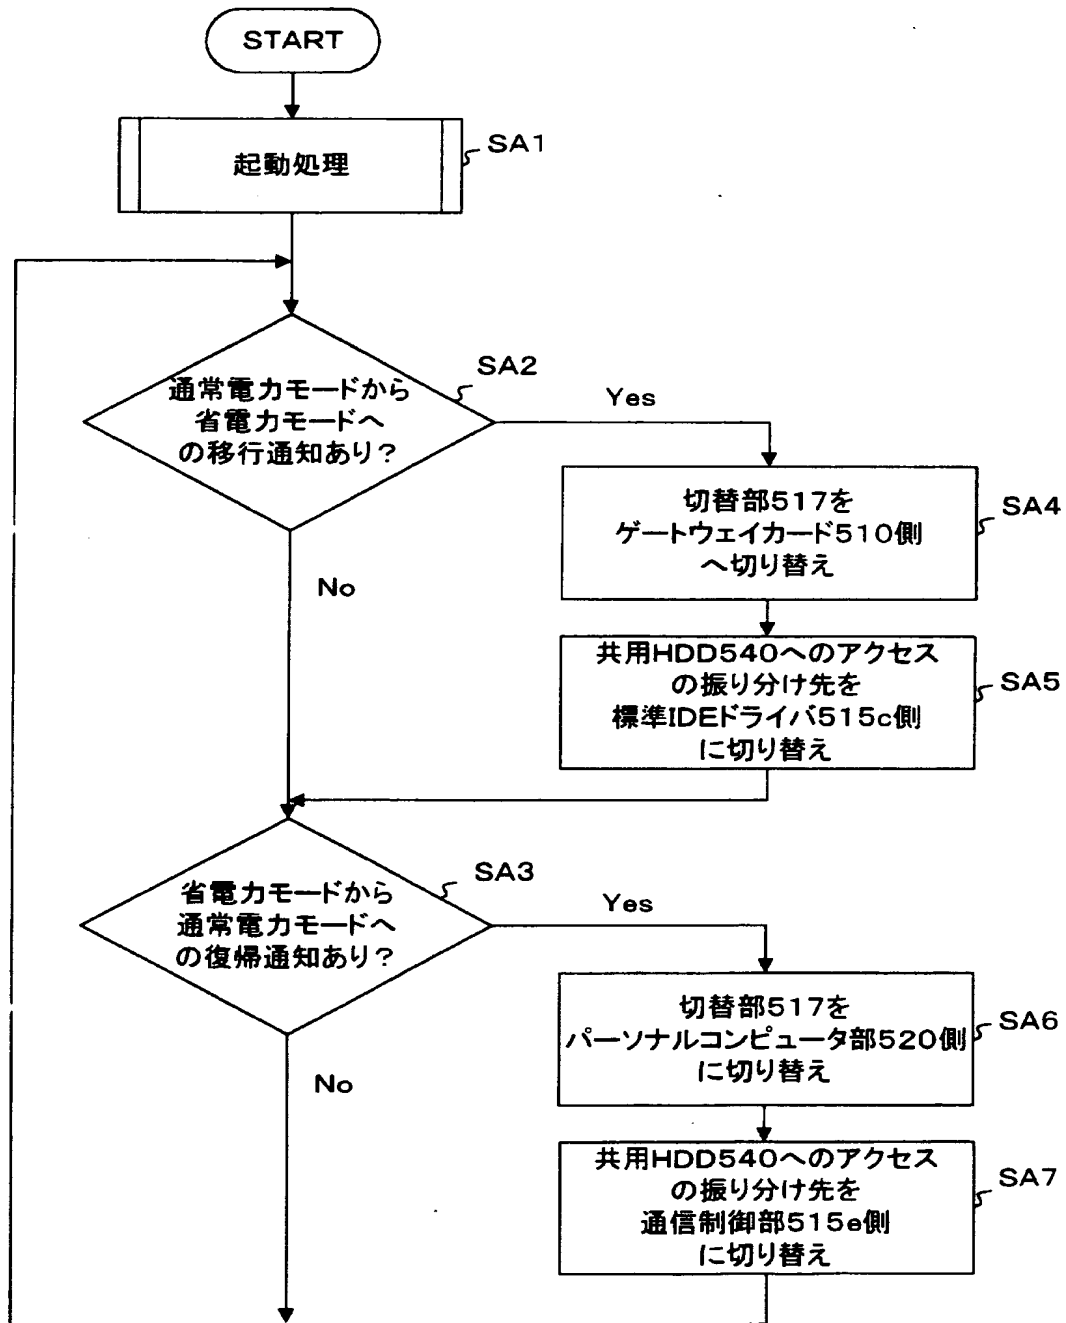 START
起動処理
SA1
通常電力モードから
省電力モードへ
の移行通知あり?
SA2
Yes
No
切替部517を
ゲートウェイカード510側
へ切り替え
SA4
共用HDD540へのアクセス
の振り分け先を
標準IDEドライバ515c側
に切り替え
SA5
省電力モードから
通常電力モードへ
の復帰通知あり?
SA3
Yes
No
切替部517を
パーソナルコンピュータ部520側
に切り替え
SA6
共用HDD540へのアクセス
の振り分け先を
通信制御部515e側
に切り替え
SA7